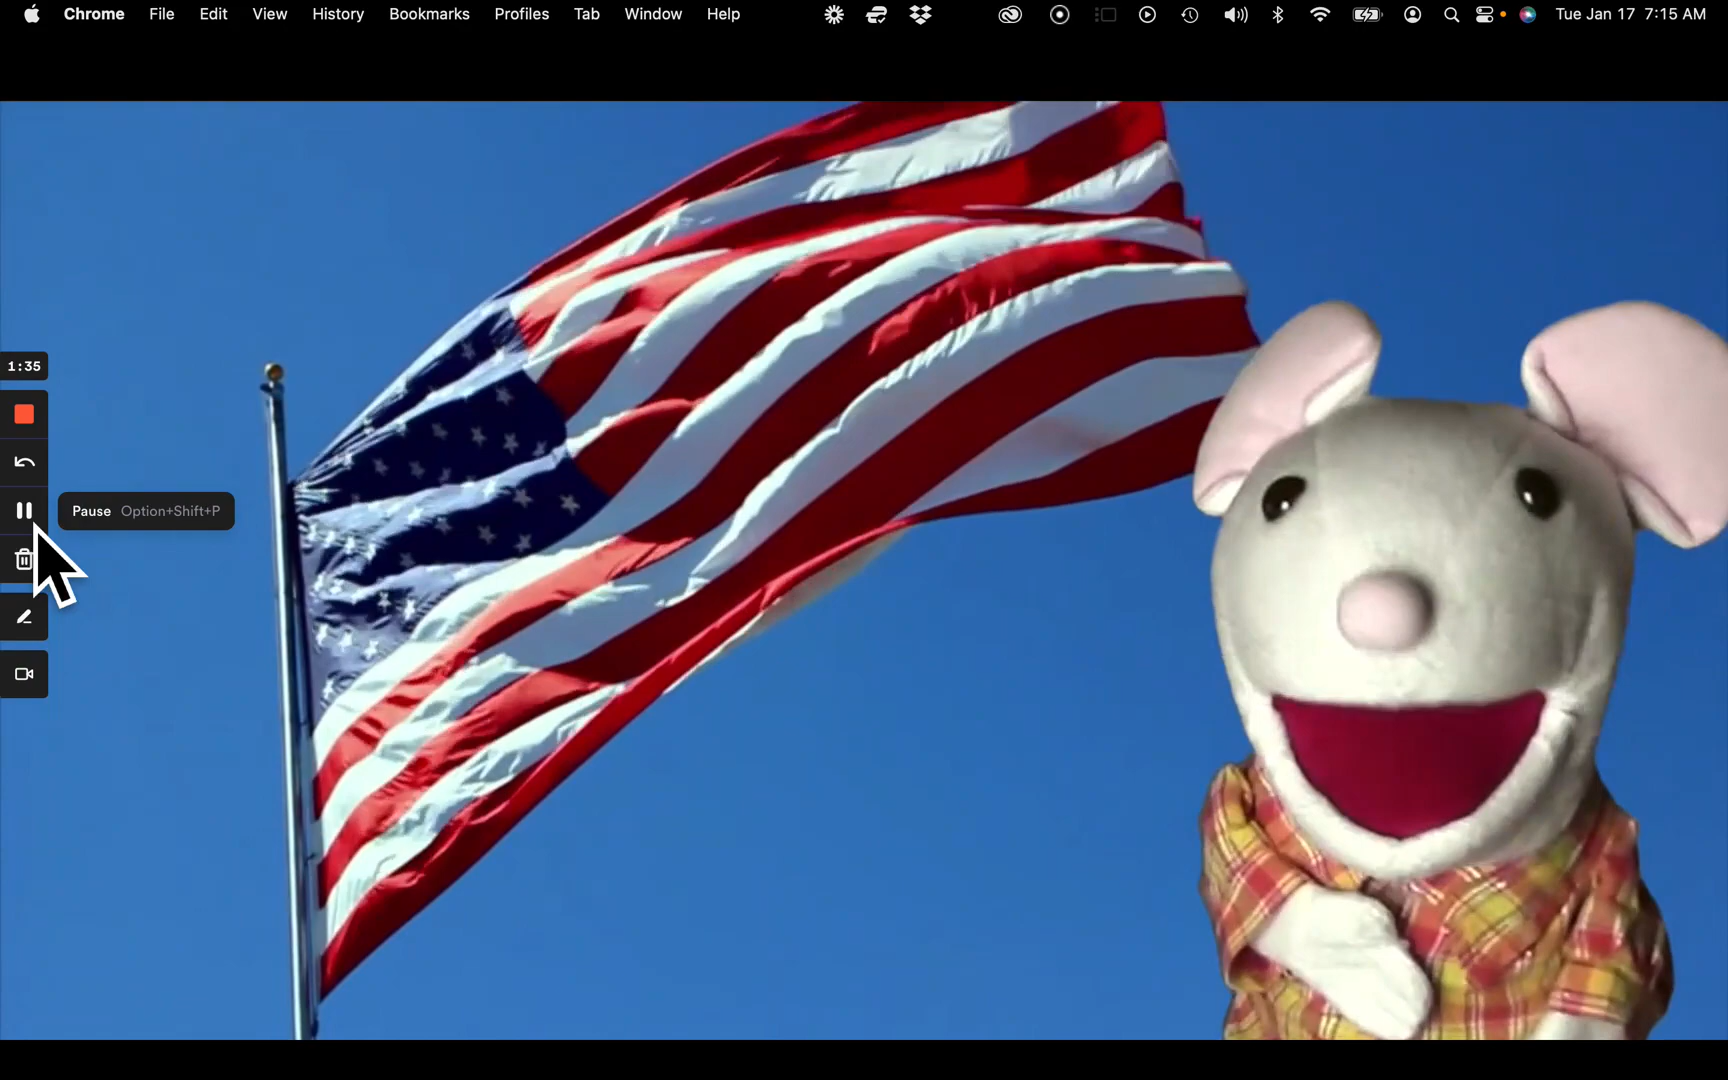 Chrome File Edit View History Bookmarks Profiles Tab Window Help Tue Jan 17 7:15 AM
1:35
Pause Option+Shift+P